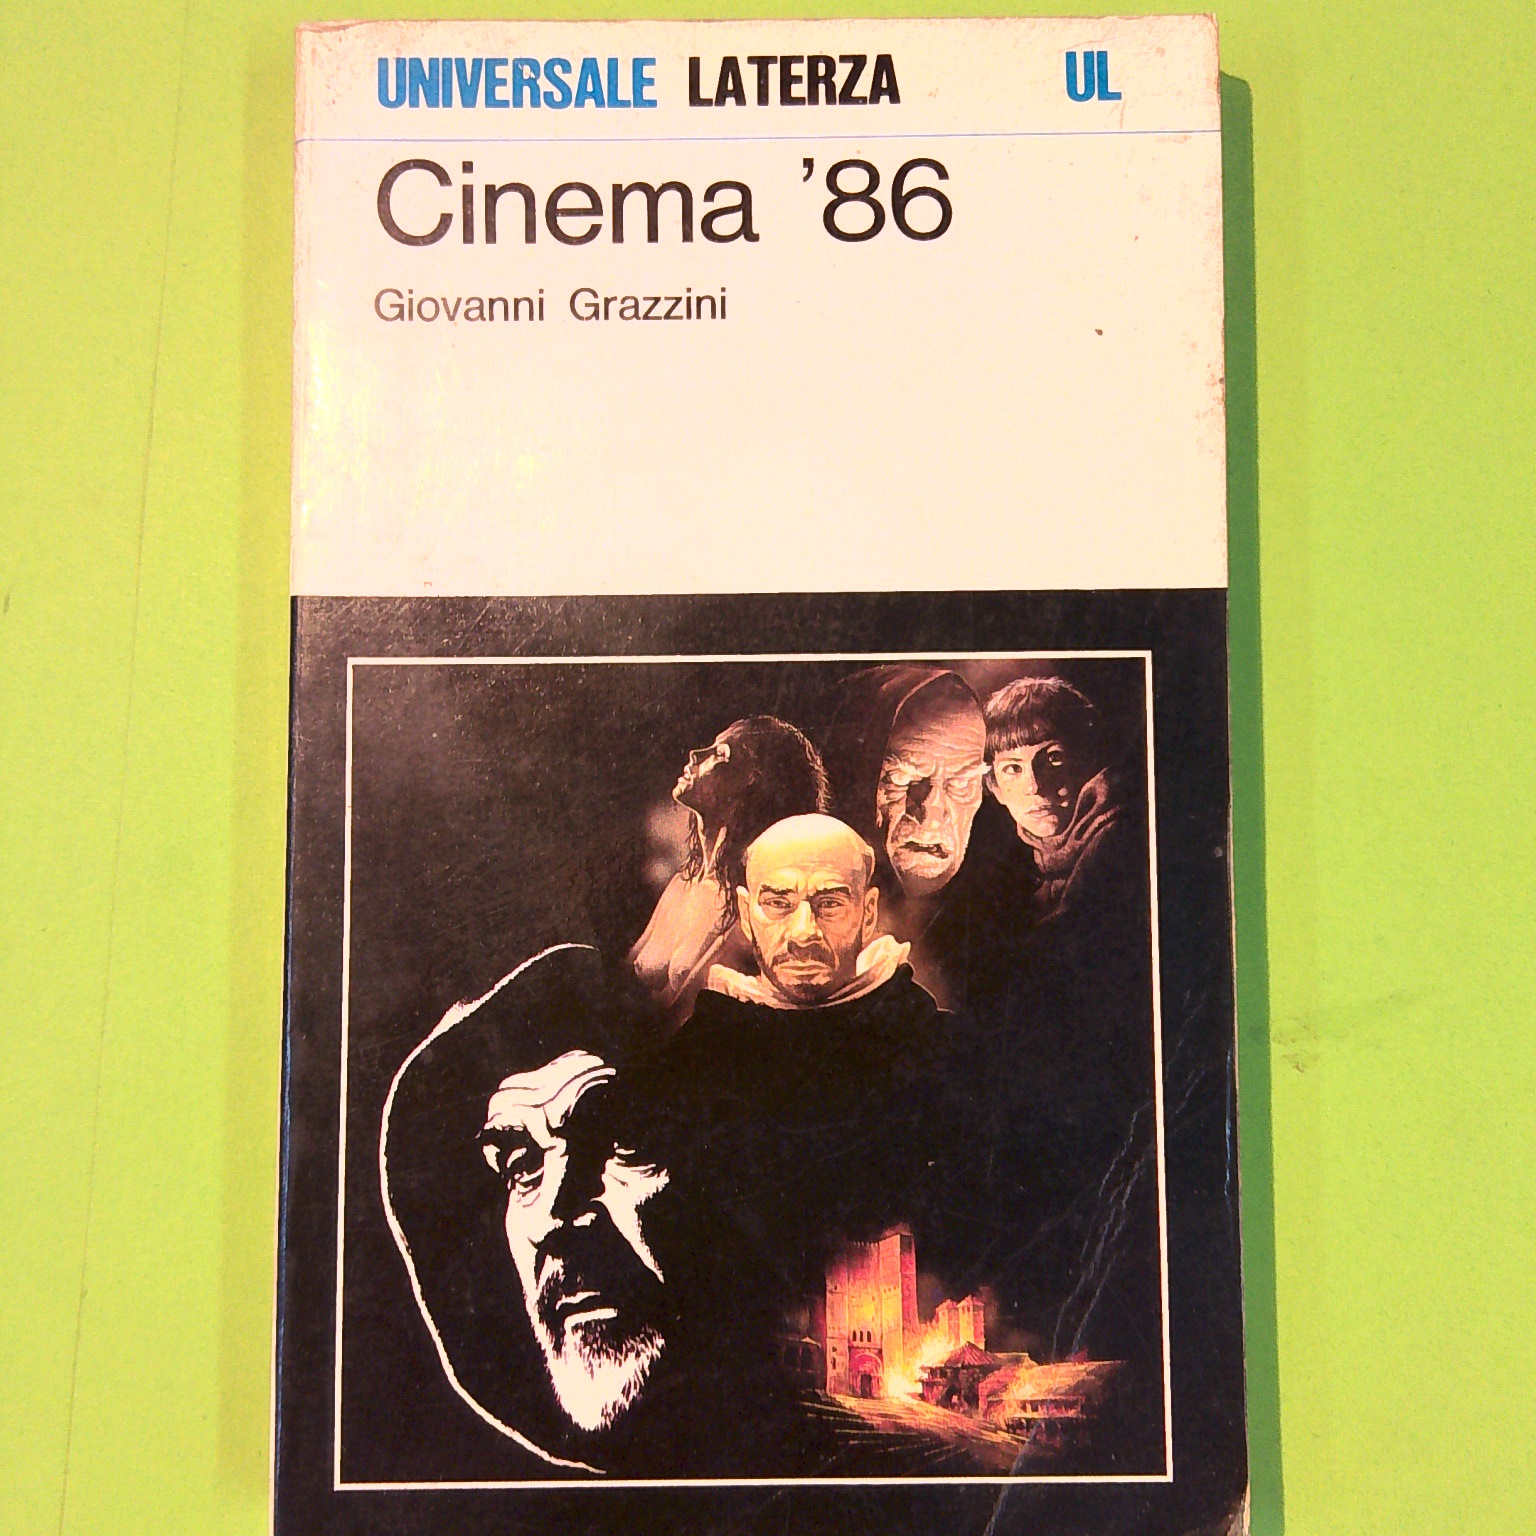 UNIVERSALE LATERZA UL
Cinema ’86
Giovanni Grazzini